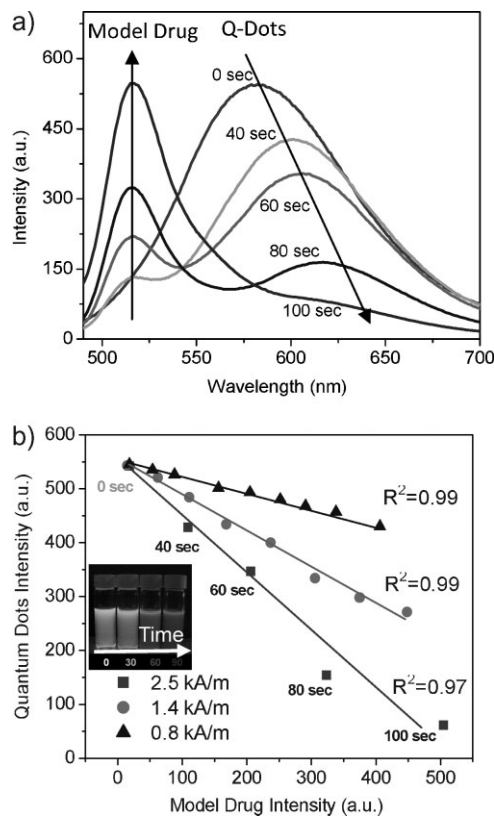 a)
Model Drug
Q-Dots
600
450
300
150
0
Intensity (a.u.)
0 sec
40 sec
60 sec
80 sec
100 sec
500
550
600
650
700
Wavelength (nm)
b)
600
500
400
300
200
100
0
Quantum Dots Intensity (a.u.)
0 sec
40 sec
60 sec
80 sec
100 sec
R²=0.99
R²=0.99
R²=0.97
Time
0 30 60 90
2.5 kA/m
1.4 kA/m
0.8 kA/m
0 100 200 300 400 500
Model Drug Intensity (a.u.)